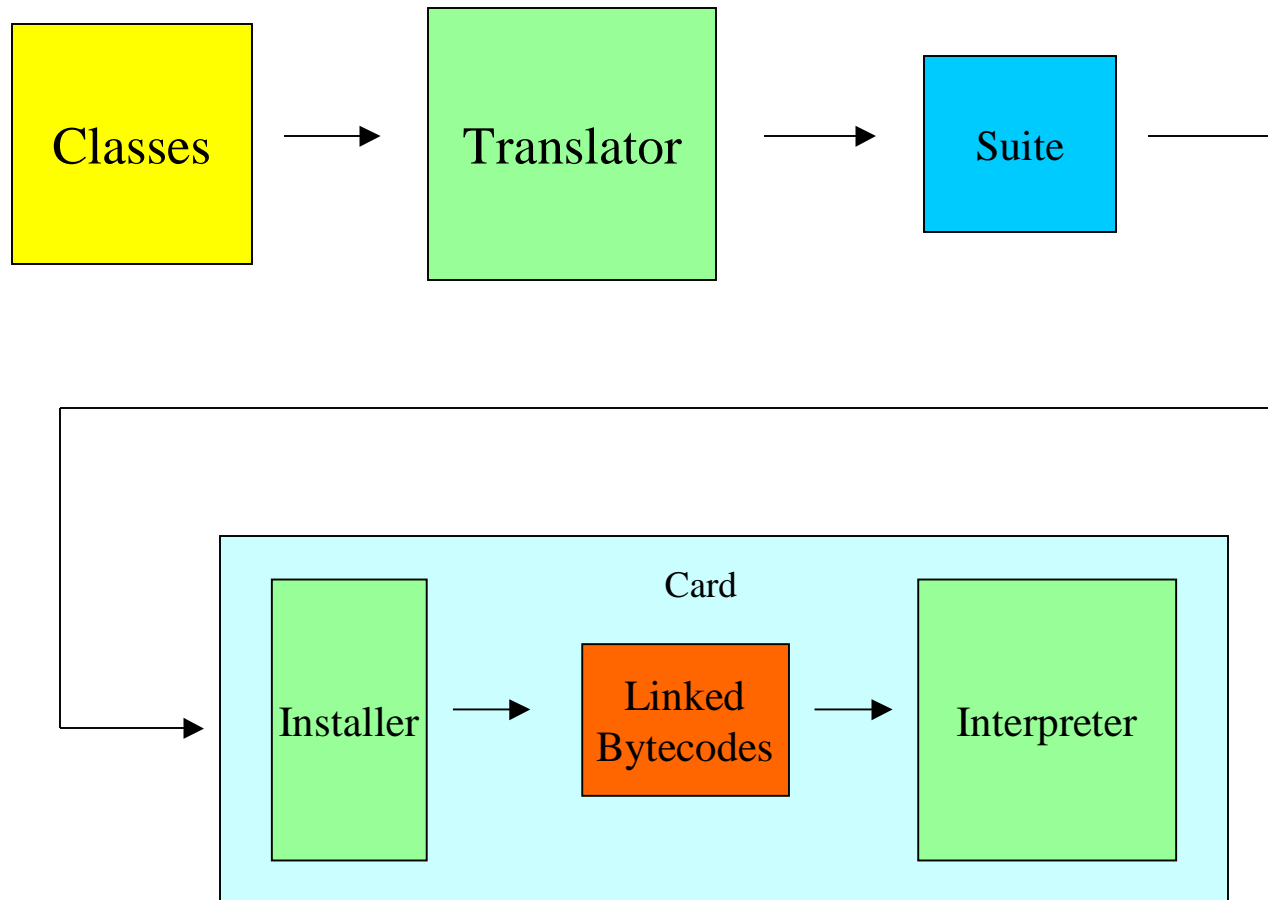 Classes
Translator
Suite
Card
Installer
Linked
Bytecodes
Interpreter